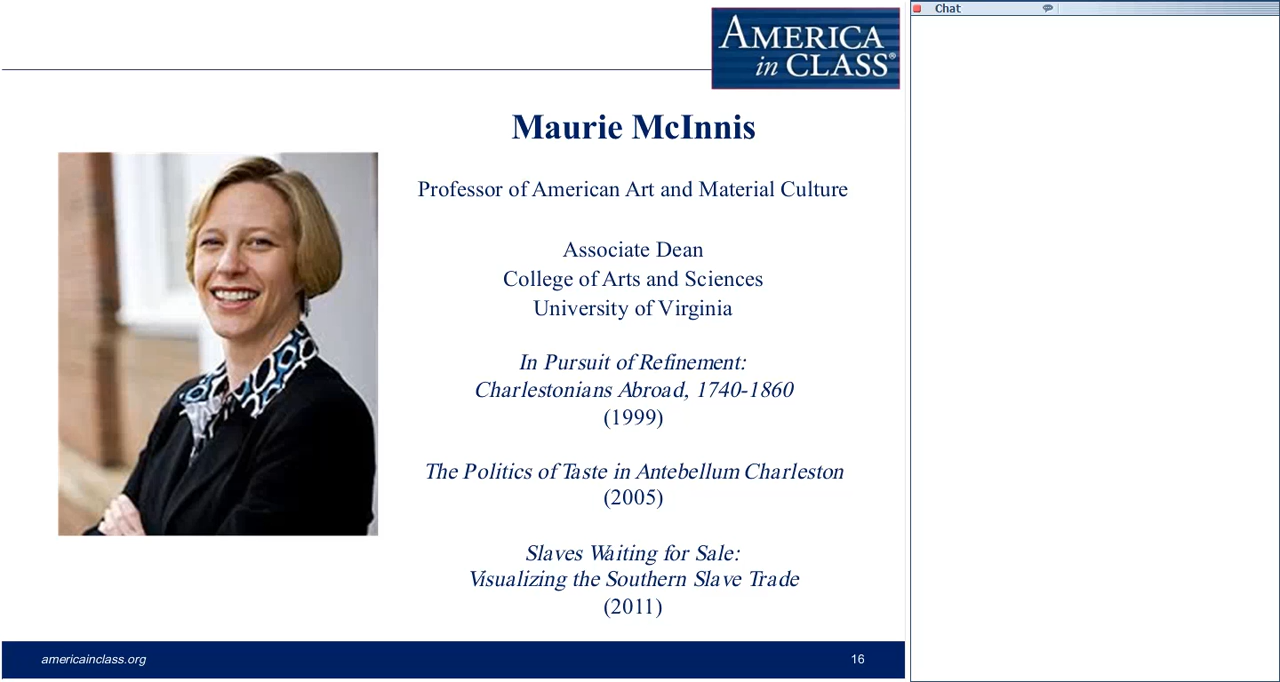 AMERICA
in CLASS®
Chat
Maurie McInnis
Professor of American Art and Material Culture
Associate Dean
College of Arts and Sciences
University of Virginia
In Pursuit of Refinement:
Charlestonians Abroad, 1740-1860
(1999)
The Politics of Taste in Antebellum Charleston
(2005)
Slaves Waiting for Sale:
Visualizing the Southern Slave Trade
(2011)
americainclass.org
16